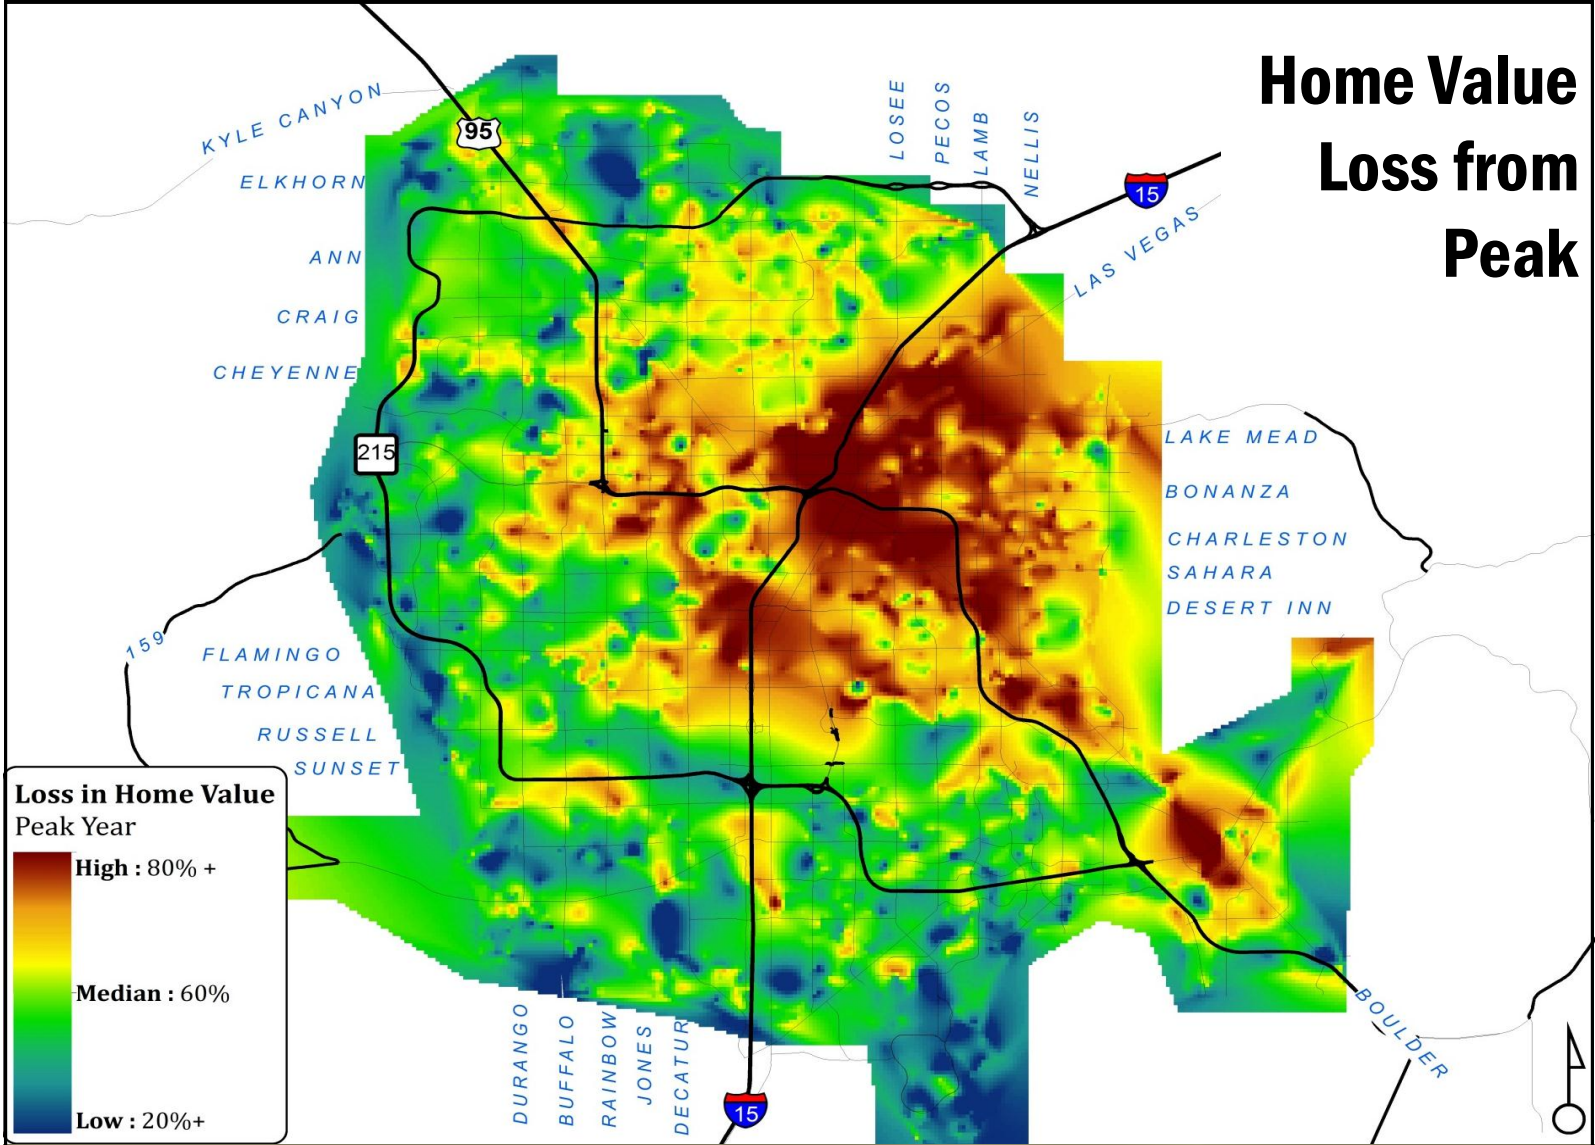 Home Value
Loss from
Peak
KYLE CANYON
95
LOSEE
PECOS
LAMB
NELLIS
15
LAS VEGAS
ELKHORN
ANN
CRAIG
CHEYENNE
215
LAKE MEAD
BONANZA
CHARLESTON
SAHARA
DESERT INN
159
FLAMINGO
TROPICANA
RUSSELL
SUNSET
Loss in Home Value
Peak Year
High : 80% +
Median : 60%
Low : 20%+
DURANGO
BUFFALO
RAINBOW
JONES
DECATUR
15
BOULDER